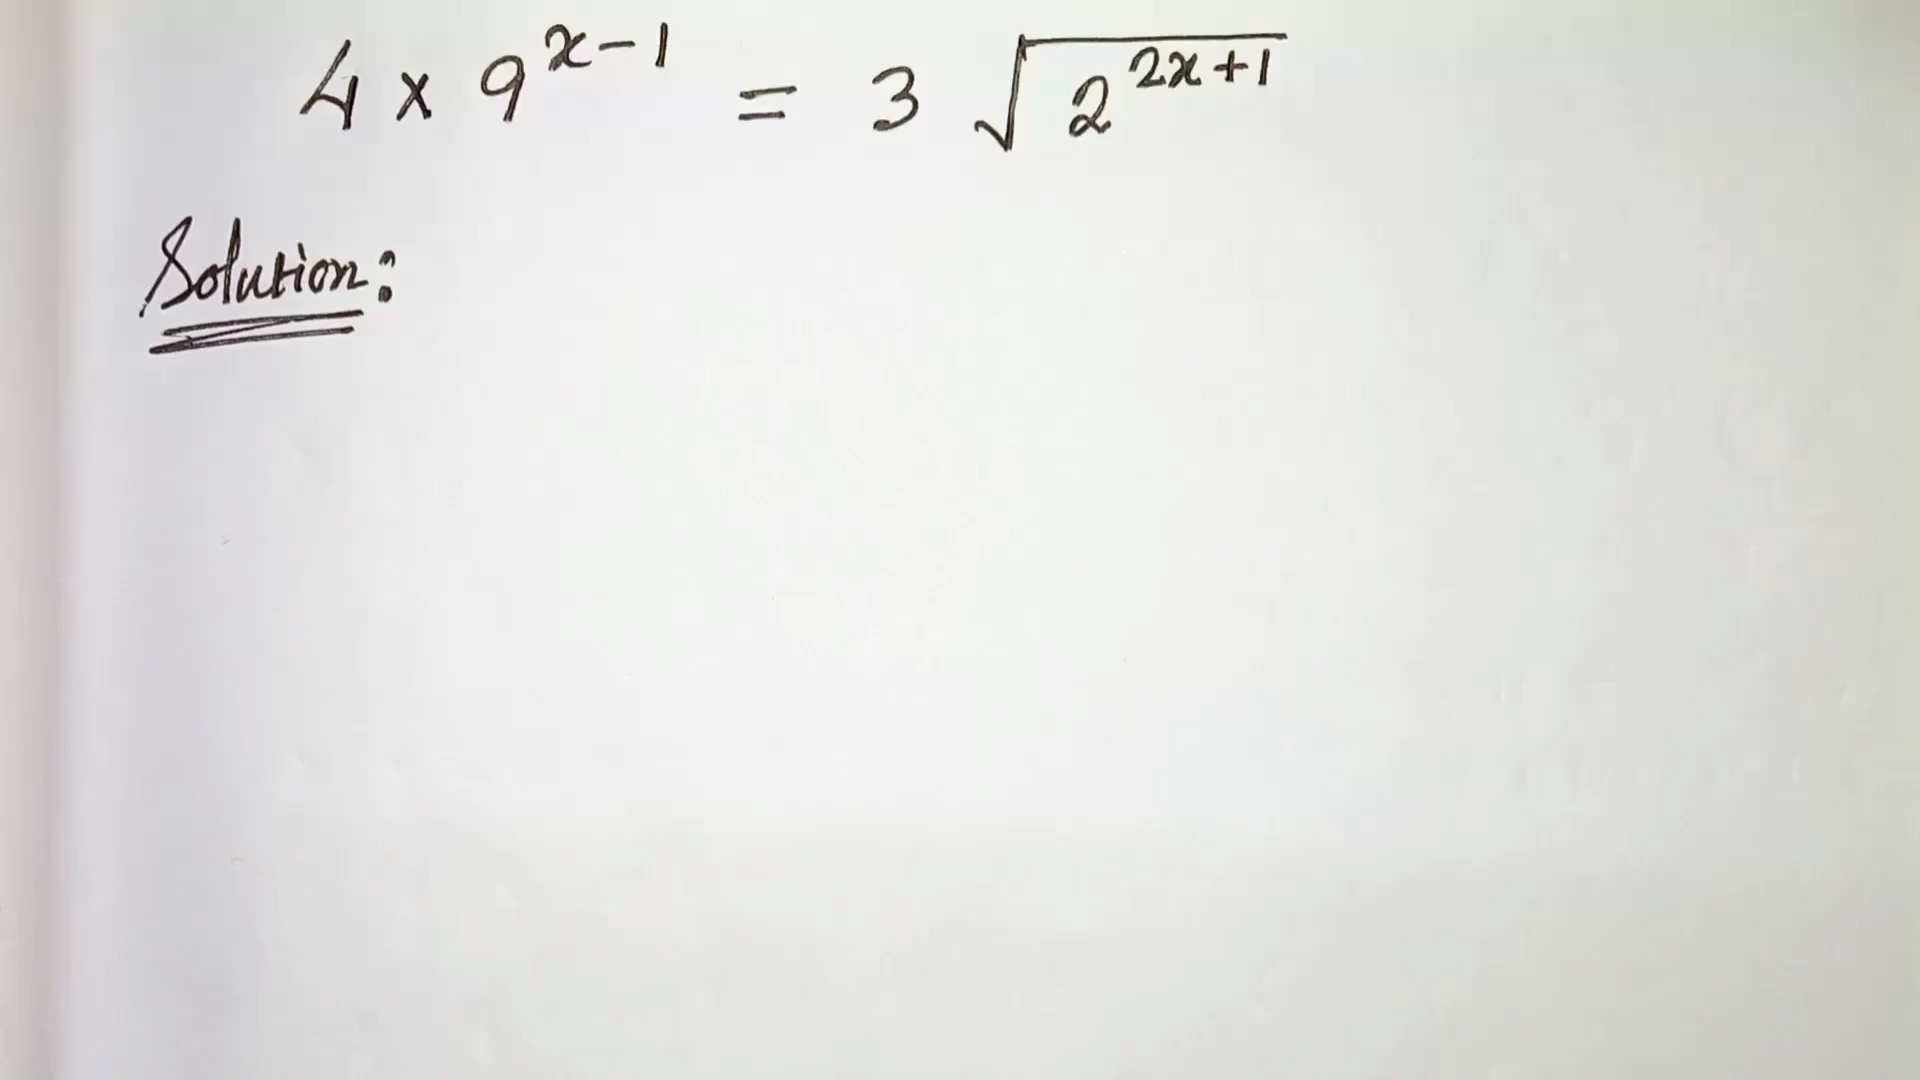 4 × 9^{x-1} = 3 √(2^{2x+1})
Solution: